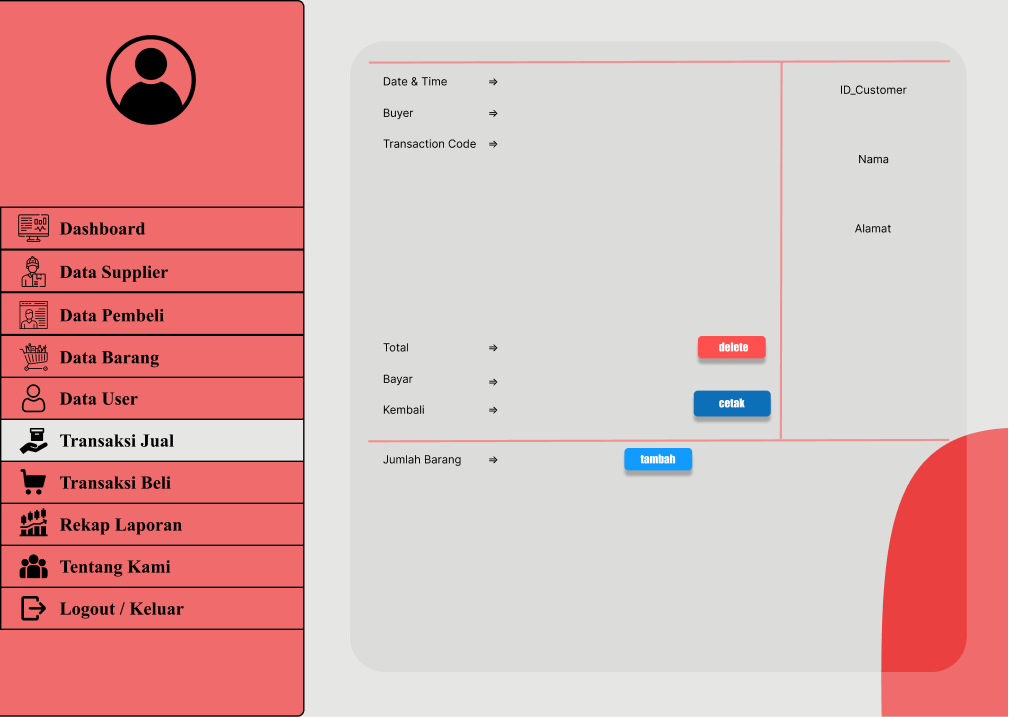 Dashboard
Data Supplier
Data Pembeli
Data Barang
Data User
Transaksi Jual
Transaksi Beli
Rekap Laporan
Tentang Kami
Logout / Keluar
Date & Time ⇒
Buyer ⇒
Transaction Code ⇒
Total ⇒ delete
Bayar ⇒
Kembali ⇒ cetak
Jumlah Barang ⇒ tambah
ID_Customer
Nama
Alamat